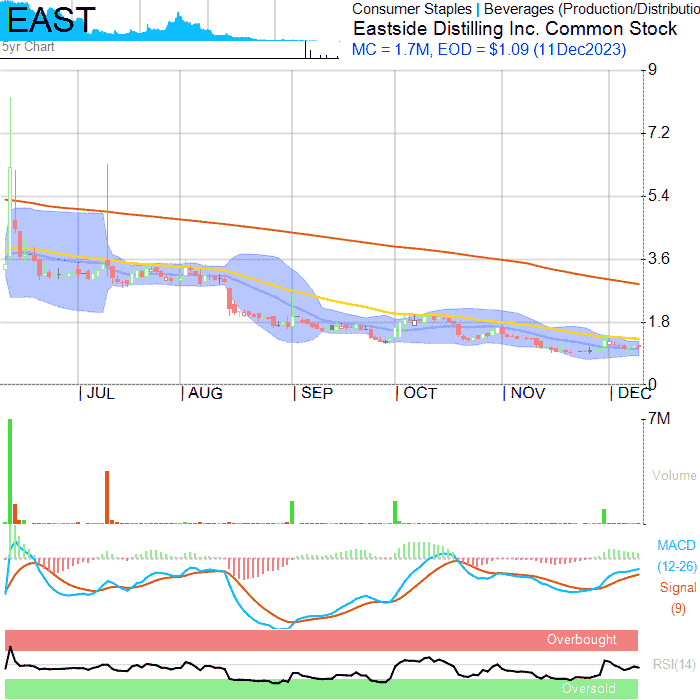 EAST
5yr Chart
Consumer Staples | Beverages (Production/Distributio
Eastside Distilling Inc. Common Stock
MC = 1.7M, EOD = $1.09 (11Dec2023)
9
7.2
5.4
3.6
1.8
0
JUL AUG SEP OCT NOV DEC
7M
Volume
MACD
(12-26)
Signal
(9)
Overbought
RSI(14)
Oversold